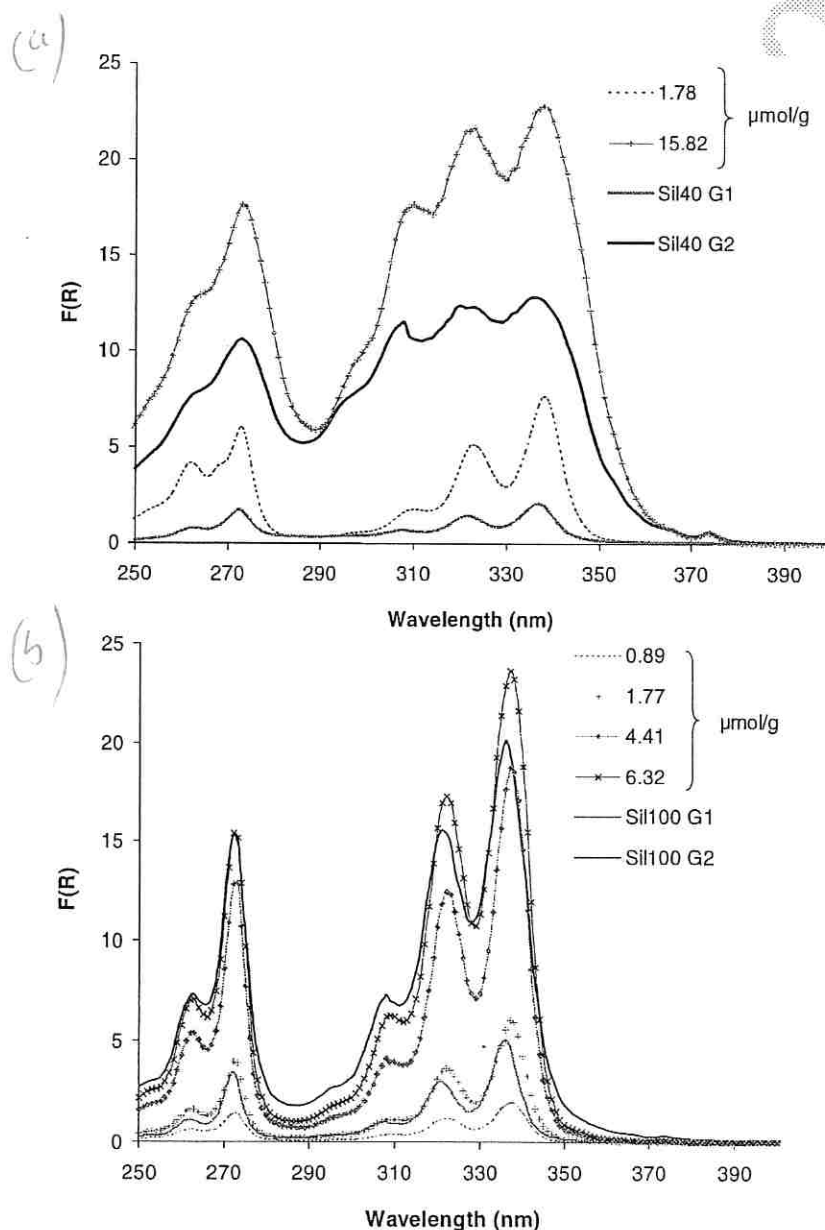 (a)
25
20
15
10
5
0
F(R)
1.78
15.82
μmol/g
Sil40 G1
Sil40 G2
250 270 290 310 330 350 370 390
Wavelength (nm)
(b)
25
20
15
10
5
0
F(R)
0.89
1.77
4.41
6.32
μmol/g
Sil100 G1
Sil100 G2
250 270 290 310 330 350 370 390
Wavelength (nm)